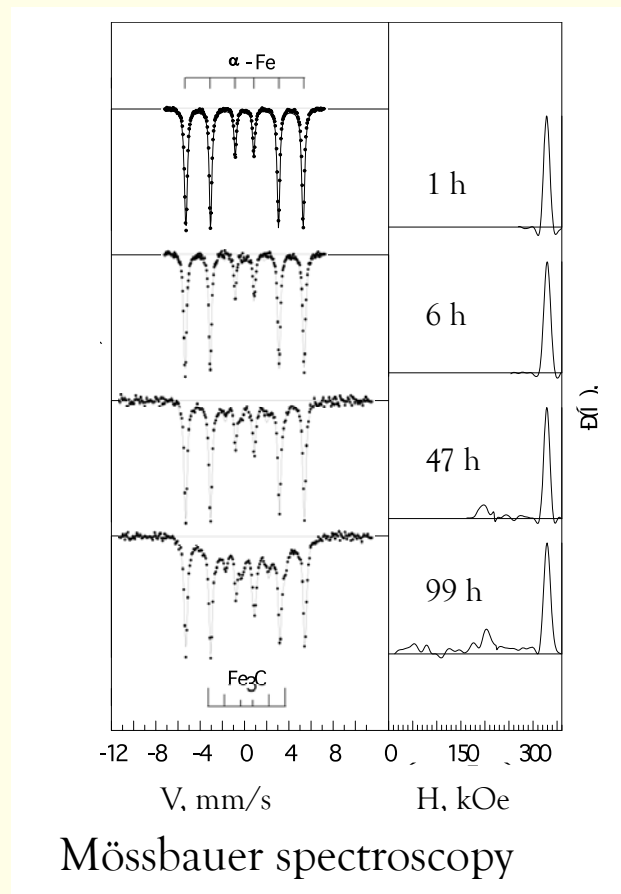 α - Fe
1 h
6 h
47 h
99 h
Fe3C
-12 -8 -4 0 4 8 0 150 300
V, mm/s H, kOe
Mössbauer spectroscopy